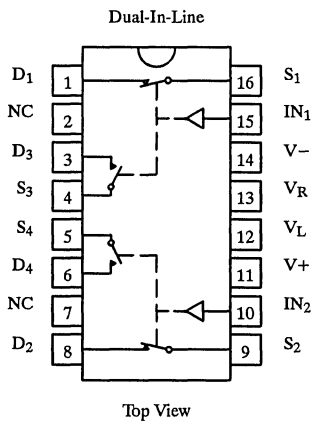 Dual-In-Line
D1 1 16 S1
NC 2 15 IN1
D3 3 14 V−
S3 4 13 VR
S4 5 12 VL
D4 6 11 V+
NC 7 10 IN2
D2 8 9 S2
Top View